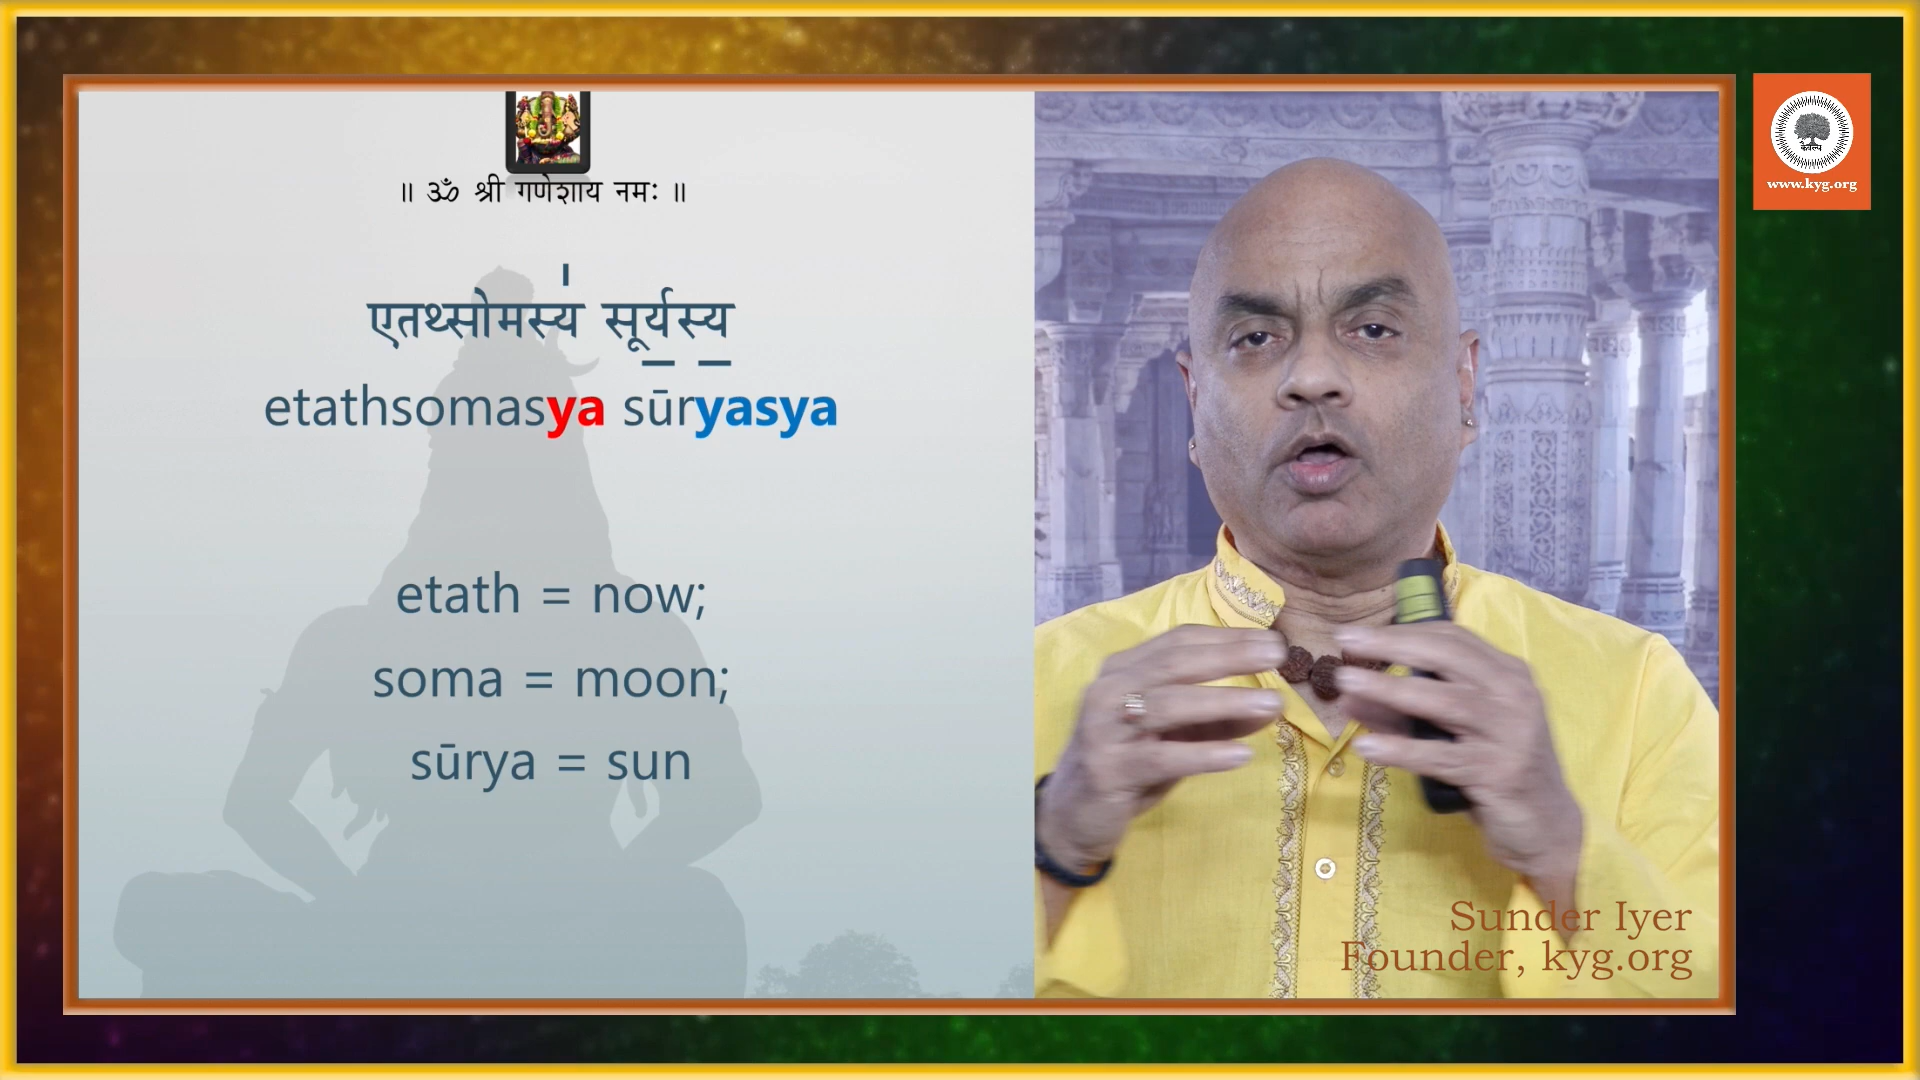 ॥ ॐ श्री गणेशाय नमः ॥
एतथ्सोमस्य॑ सूर्य॒स्य॒
etathsomasya sūryasya
etath = now;
soma = moon;
sūrya = sun
Sunder Iyer
Founder, kyg.org
कैवल्य
www.kyg.org